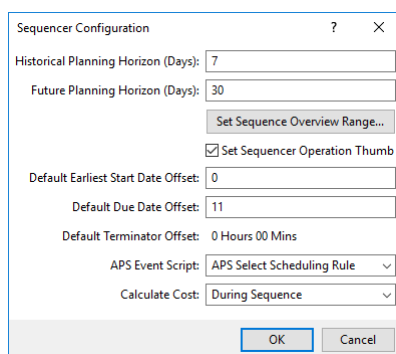 Sequencer Configuration ? ×
Historical Planning Horizon (Days): 7
Future Planning Horizon (Days): 30
Set Sequence Overview Range...
Set Sequencer Operation Thumb
Default Earliest Start Date Offset: 0
Default Due Date Offset: 11
Default Terminator Offset: 0 Hours 00 Mins
APS Event Script: APS Select Scheduling Rule
Calculate Cost: During Sequence
OK Cancel